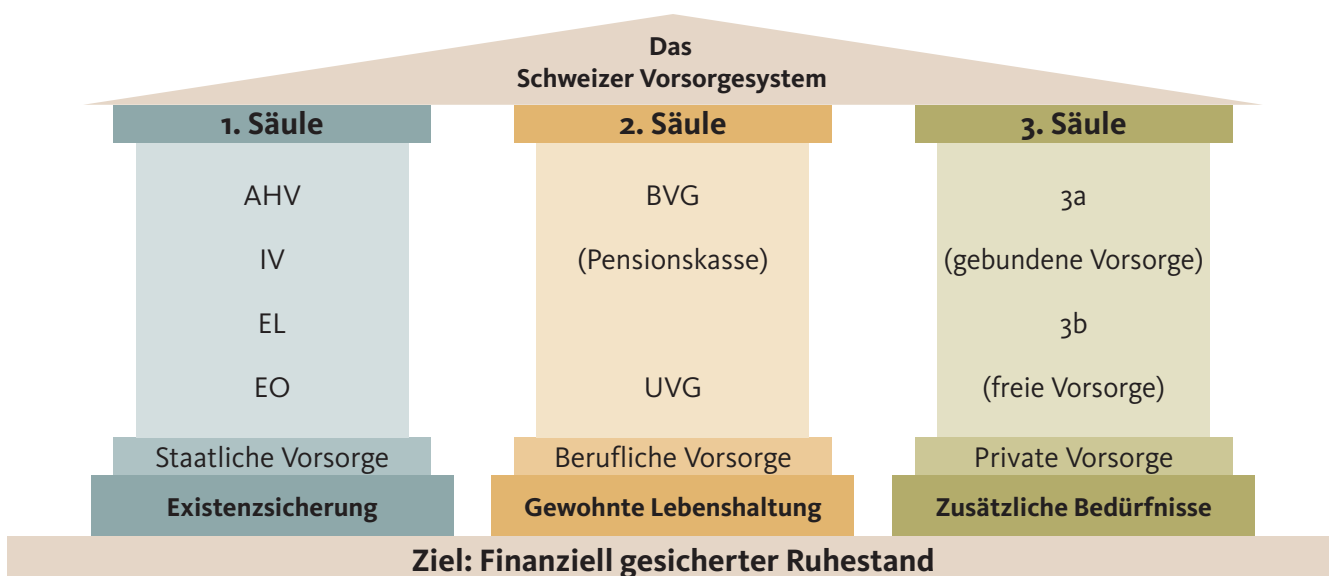 Das
Schweizer Vorsorgesystem
1. Säule
AHV
IV
EL
EO
Staatliche Vorsorge
Existenzsicherung
2. Säule
BVG
(Pensionskasse)
UVG
Berufliche Vorsorge
Gewohnte Lebenshaltung
3. Säule
3a
(gebundene Vorsorge)
3b
(freie Vorsorge)
Private Vorsorge
Zusätzliche Bedürfnisse
Ziel: Finanziell gesicherter Ruhestand